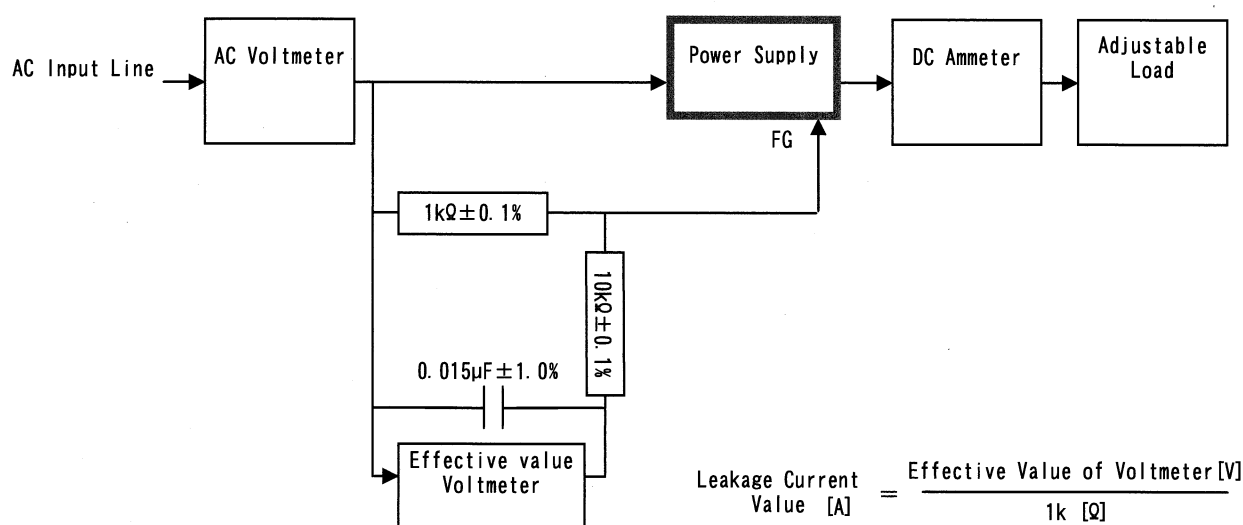 AC Input Line
AC Voltmeter
Power Supply
DC Ammeter
Adjustable
Load
FG
1kΩ±0.1%
10kΩ±0.1%
0.015μF±1.0%
Effective value
Voltmeter
Leakage Current
Value [A]
=
Effective Value of Voltmeter[V]
1k [Ω]